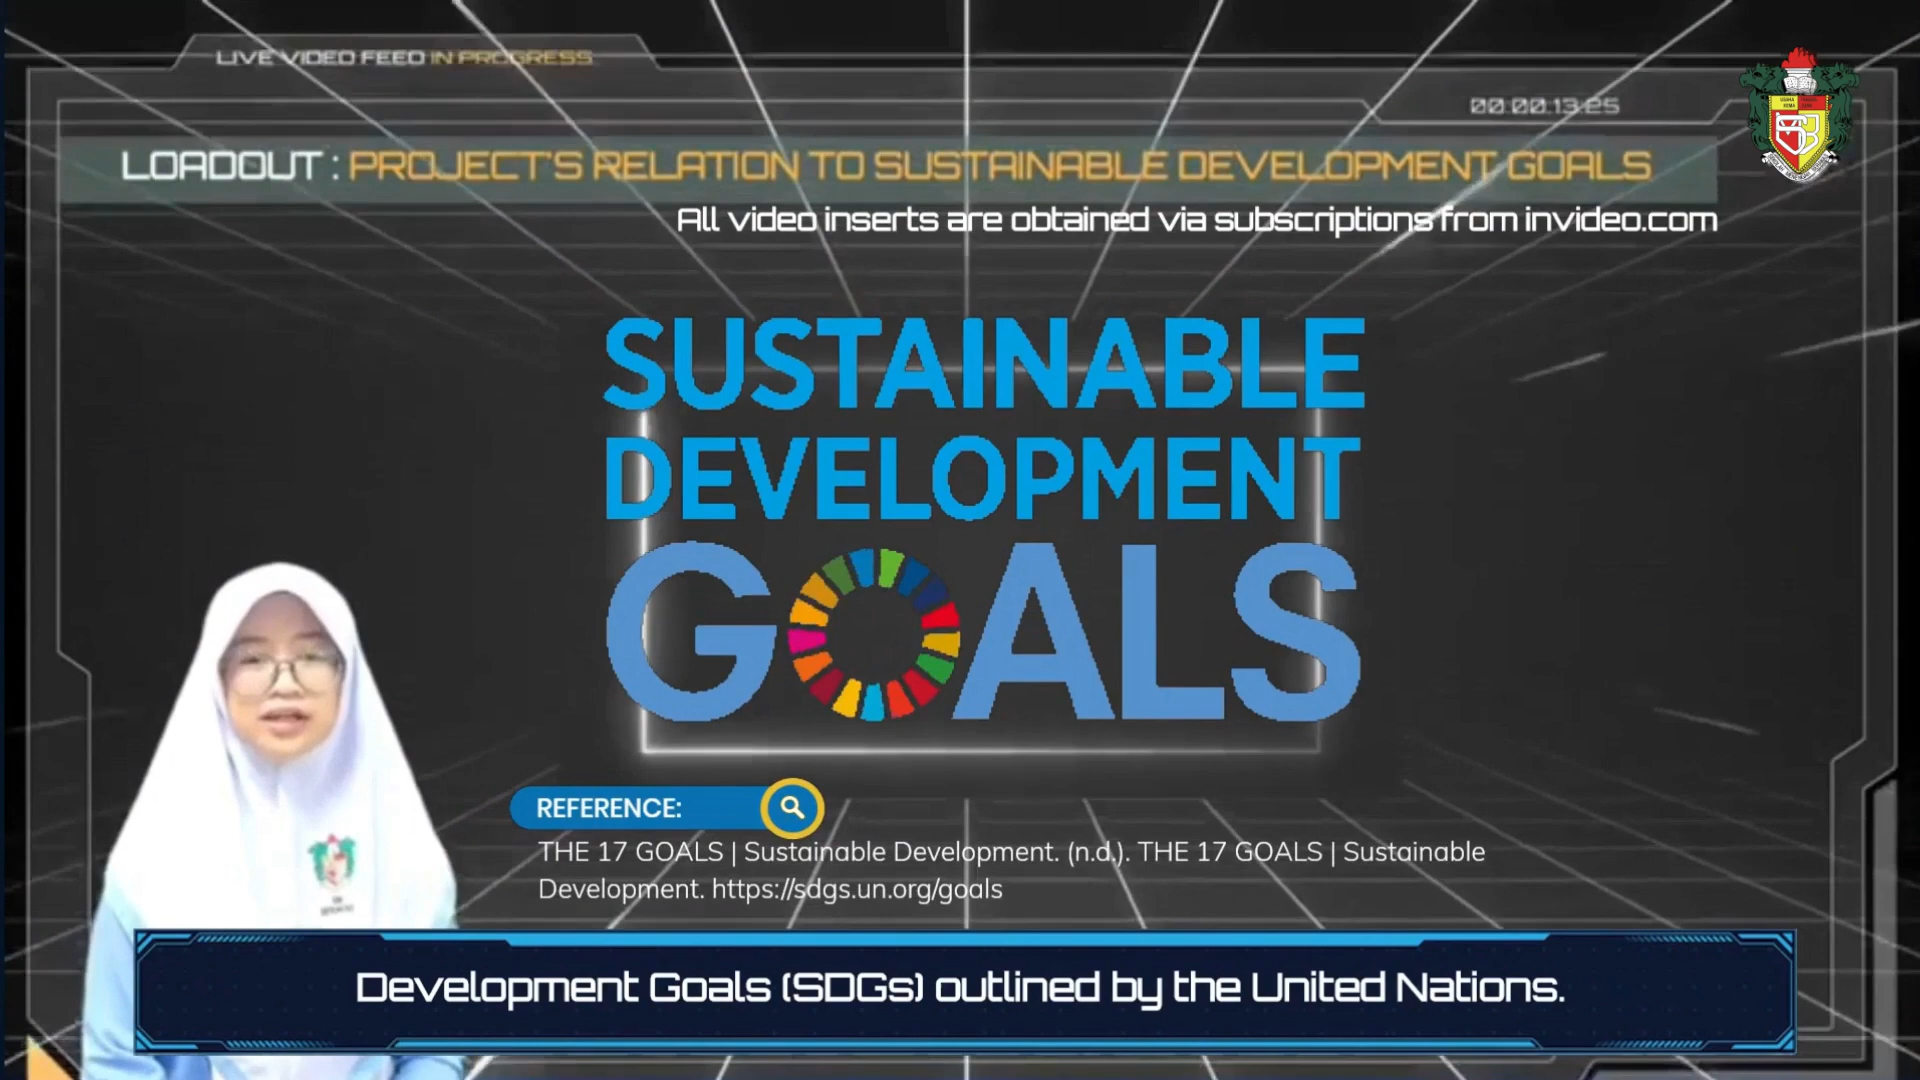 LIVE VIDEO FEED IN PROGRESS
00:00:13:25
LOADOUT : PROJECT'S RELATION TO SUSTAINABLE DEVELOPMENT GOALS
All video inserts are obtained via subscriptions from invideo.com
SUSTAINABLE
DEVELOPMENT
GOALS
REFERENCE:
THE 17 GOALS | Sustainable Development. (n.d.). THE 17 GOALS | Sustainable
Development. https://sdgs.un.org/goals
Development Goals (SDGs) outlined by the United Nations.